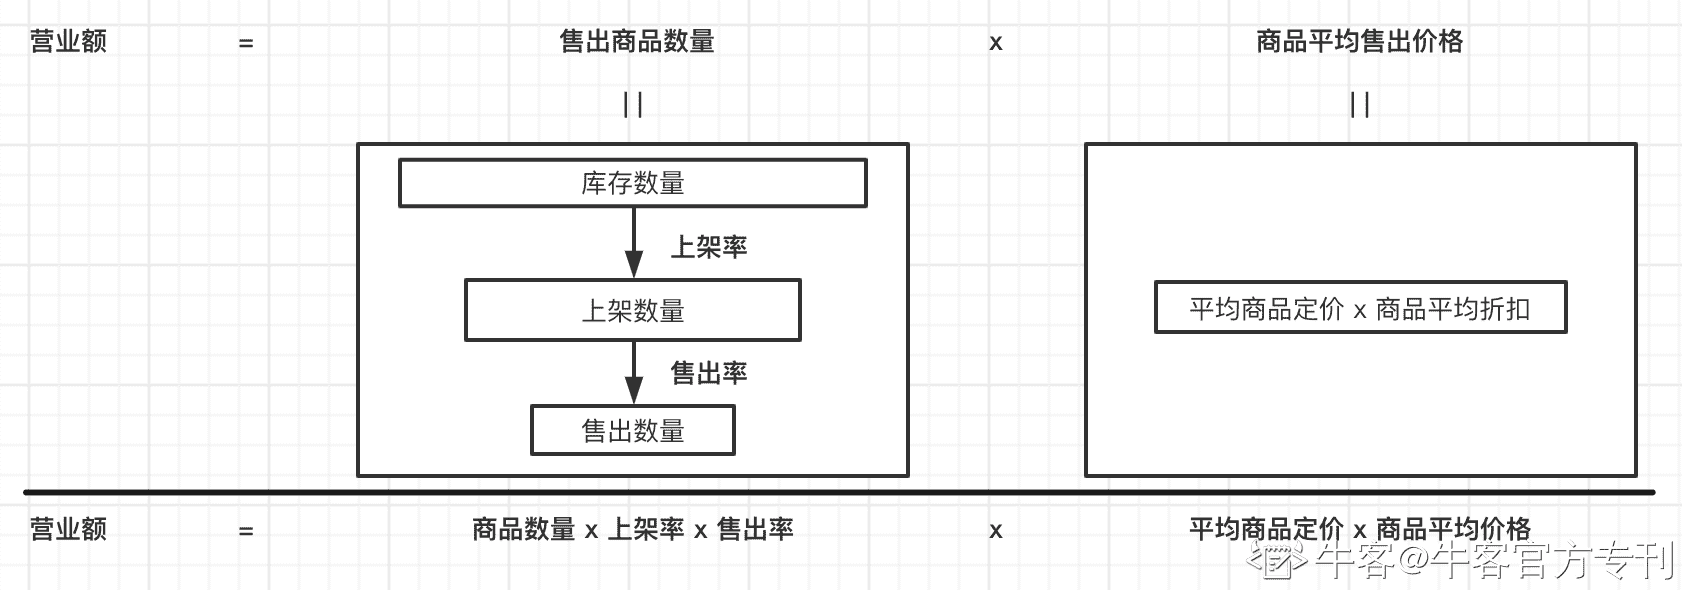 营业额 = 售出商品数量 x 商品平均售出价格
|| ||
库存数量
上架率
上架数量
平均商品定价 x 商品平均折扣
售出率
售出数量
营业额 = 商品数量 x 上架率 x 售出率 x 平均商品定价 x 商品平均价格
牛客@牛客官方专刊